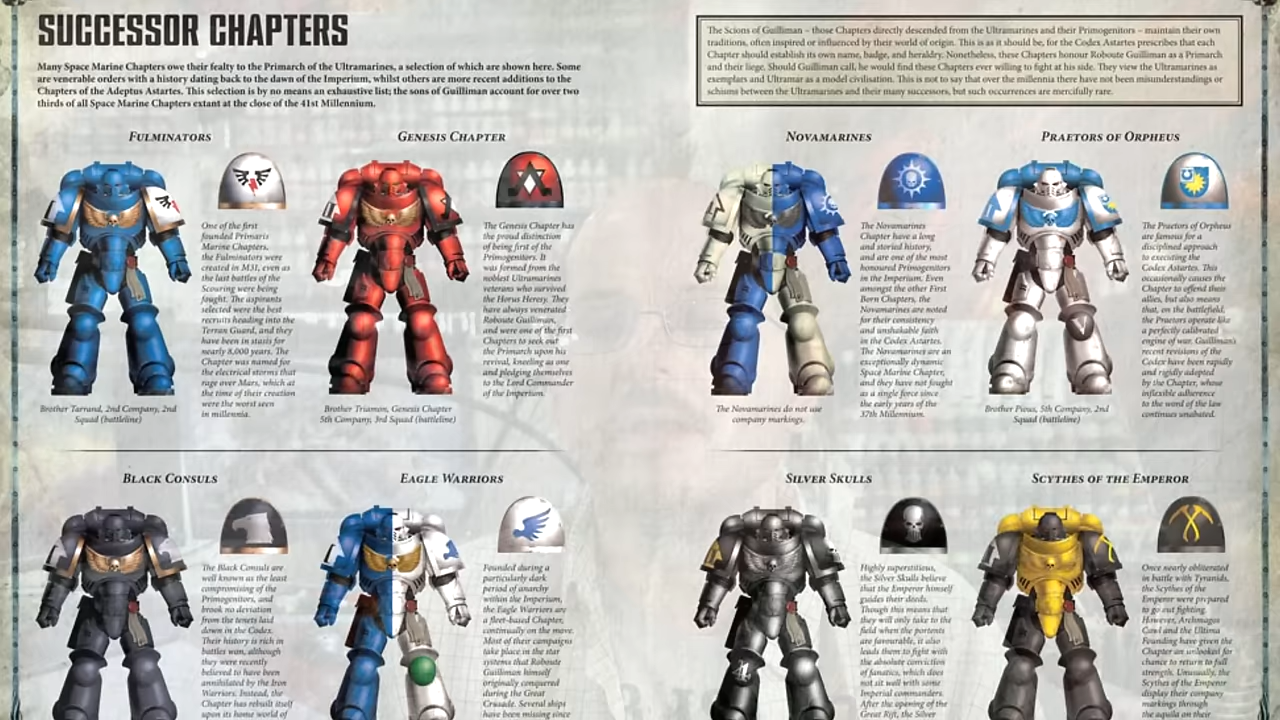 SUCCESSOR CHAPTERS
Many Space Marine Chapters owe their fealty to the Primarch of the Ultramarines, a selection of which are shown here. Some
are venerable orders with a history dating back to the dawn of the Imperium, whilst others are more recent additions to the
Chapters of the Adeptus Astartes. This selection is by no means an exhaustive list; the sons of Guilliman account for over two
thirds of all Space Marine Chapters extant at the close of the 41st Millennium.
The Scions of Guilliman – those Chapters directly descended from the Ultramarines and their Primogenitors – maintain their own
traditions, often inspired or influenced by their world of origin. This is as it should be, for the Codex Astartes prescribes that each
Chapter should establish its own name, badge, and heraldry. Nonetheless, these Chapters honour Roboute Guilliman as a Primarch
and their liege. Should Guilliman call, he would find these Chapters ever willing to fight at his side. They view the Ultramarines as
exemplars and Ultramar as a model civilisation. This is not to say that over the millennia there have not been misunderstandings or
schisms between the Ultramarines and their many successors, but such occurrences are mercifully rare.
FULMINATORS
One of the first
founded Primaris
Marine Chapters,
the Fulminators were
created in M31, even as
the last battles of the
Scouring were being
fought. The aspirants
selected were the best
recruits heading into the
Terran Guard, and they
have been in stasis for
nearly 8,000 years. The
Chapter was named for
the electrical storms that
rage over Mars, which at
the time of their creation
were the worst seen
in millennia.
Brother Tarrand, 2nd Company, 2nd
Squad (battleline)
GENESIS CHAPTER
The Genesis Chapter has
the proud distinction
of being first of the
Primogenitors. It
was formed from the
noblest Ultramarines
veterans who survived
the Horus Heresy. They
have always venerated
Roboute Guilliman,
and were one of the first
Chapters to seek out
the Primarch upon his
revival, kneeling as one
and pledging themselves
to the Lord Commander
of the Imperium.
Brother Triamon, Genesis Chapter
5th Company, 3rd Squad (battleline)
NOVAMARINES
The Novamarines
Chapter have a long
and storied history,
and are one of the most
honoured Primogenitors
in the Imperium. Even
amongst the other First
Born Chapters, the
Novamarines are noted
for their consistency
and unshakable faith
in the Codex Astartes.
The Novamarines are an
exceptionally dynamic
Space Marine Chapter,
and they have not fought
as a single force since
the early years of the
37th Millennium.
The Novamarines do not use
company markings.
PRAETORS OF ORPHEUS
The Praetors of Orpheus
are famous for a
disciplined approach
to executing the
Codex Astartes. This
occasionally causes the
Chapter to offend their
allies, but also means
that, on the battlefield,
the Praetors operate like
a perfectly calibrated
engine of war. Guilliman's
recent revisions of the
Codex have been rapidly
and rigidly adopted
by the Chapter, whose
inflexible adherence
to the word of the law
continues unabated.
Brother Pious, 5th Company, 2nd
Squad (battleline)
BLACK CONSULS
The Black Consuls are
well known as the least
compromising of the
Primogenitors, and
brook no deviation
from the tenets laid
down in the Codex.
Their history is rich in
battles won, although
they were recently
believed to have been
annihilated by the Iron
Warriors. Instead, the
Chapter has rebuilt itself
upon its home world of
EAGLE WARRIORS
Founded during a
particularly dark
period of anarchy
within the Imperium,
the Eagle Warriors are
a fleet-based Chapter,
continually on the move.
Most of their campaigns
take place in the star
systems that Roboute
Guilliman himself
originally conquered
during the Great
Crusade. Several ships
have been missing since
SILVER SKULLS
4
Highly superstitious,
the Silver Skulls believe
that the Emperor himself
guides their deeds.
Though this means that
they will only take to the
field when the portents
are favourable, it also
leads them to fight with
the absolute conviction
of fanatics, which does
not sit well with some
Imperial commanders.
After the opening of the
Great Rift, the Silver
SCYTHES OF THE EMPEROR
Once nearly obliterated
in battle with Tyranids,
the Scythes of the
Emperor were prepared
to go out fighting.
However, Archmagos
Cowl and the Ultima
Founding have given the
Chapter an unlooked for
chance to return to full
strength. Unusually, the
Scythes of the Emperor
display their company
markings through
the aquila on their